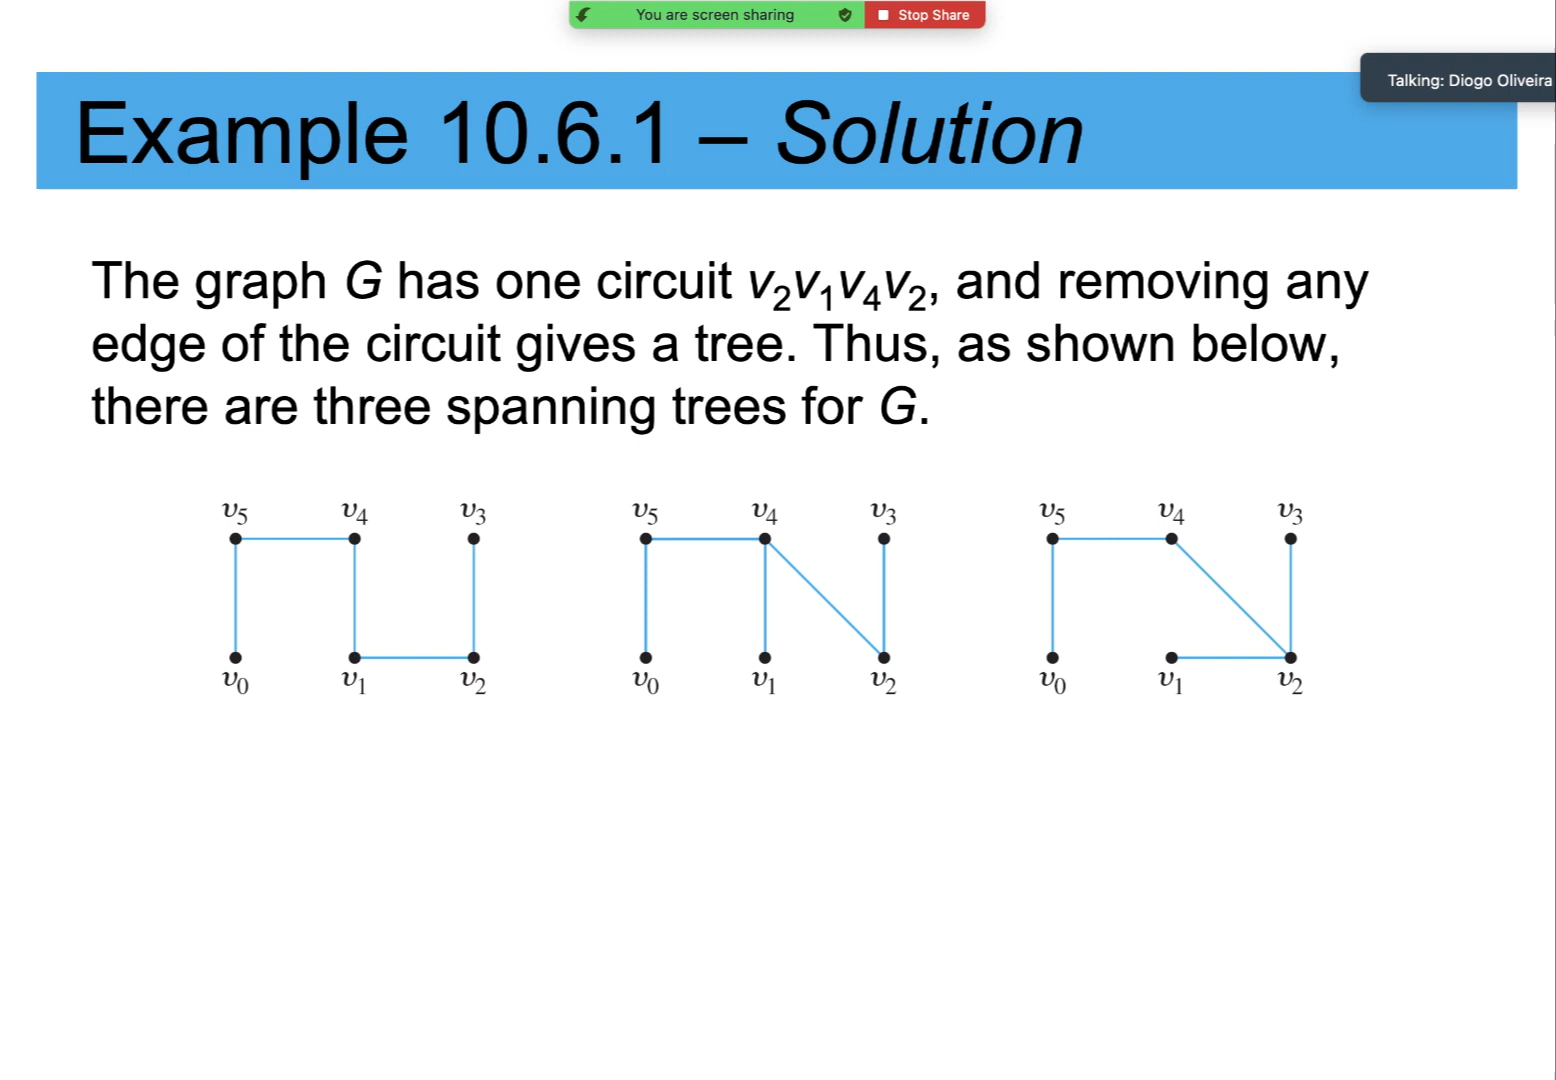 You are screen sharing
Stop Share
Talking: Diogo Oliveira
Example 10.6.1 – Solution
The graph G has one circuit v₂v₁v₄v₂, and removing any
edge of the circuit gives a tree. Thus, as shown below,
there are three spanning trees for G.
v₅ v₄ v₃ v₅ v₄ v₃ v₅ v₄ v₃
v₀ v₁ v₂ v₀ v₁ v₂ v₀ v₁ v₂